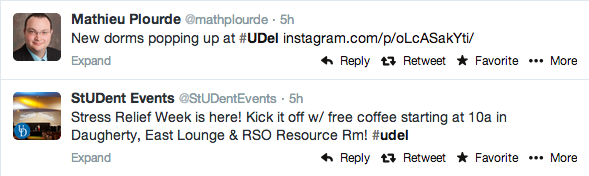 Mathieu Plourde @mathplourde · 5h
New dorms popping up at #UDel instagram.com/p/oLcASakYti/
Expand Reply Retweet Favorite More
StUDent Events @StUDentEvents · 5h
Stress Relief Week is here! Kick it off w/ free coffee starting at 10a in
Daugherty, East Lounge & RSO Resource Rm! #udel
Expand Reply Retweet Favorite More